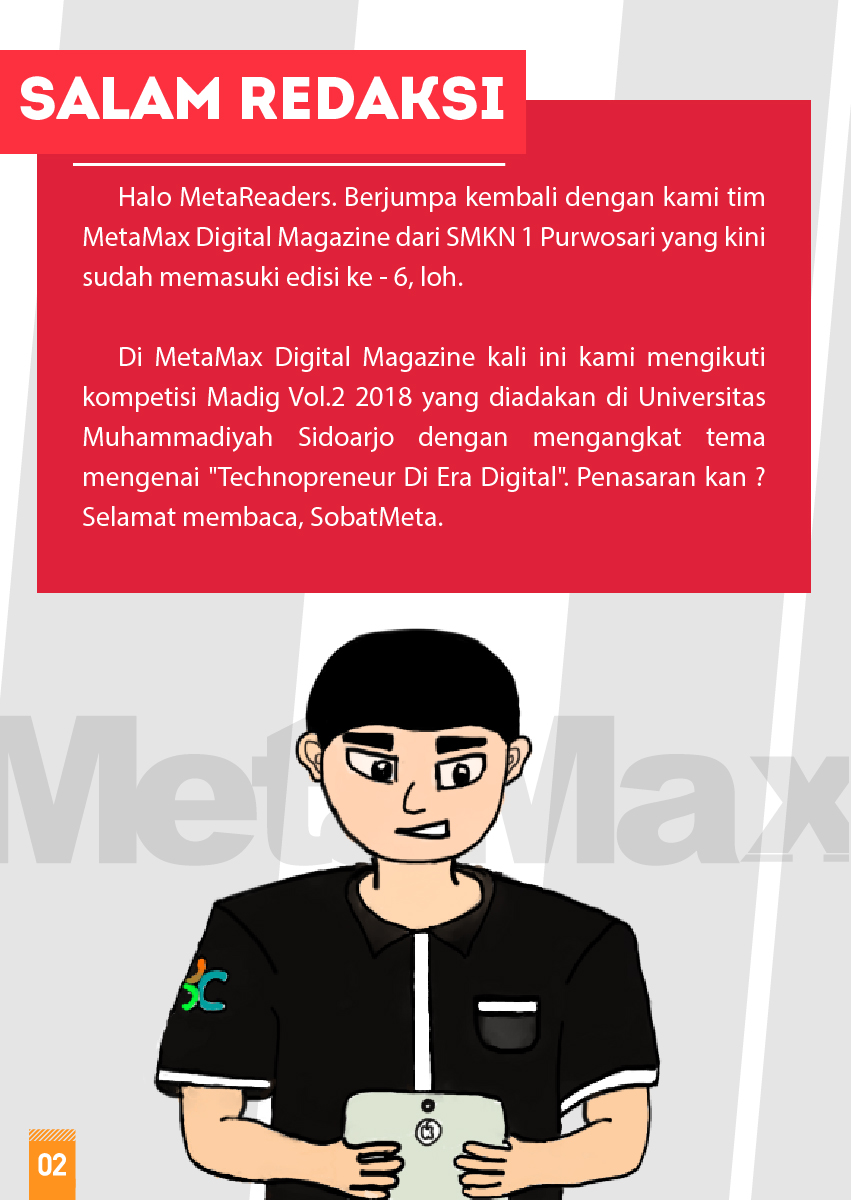 SALAM REDAKSI
Halo MetaReaders. Berjumpa kembali dengan kami tim
MetaMax Digital Magazine dari SMKN 1 Purwosari yang kini
sudah memasuki edisi ke - 6, loh.
Di MetaMax Digital Magazine kali ini kami mengikuti
kompetisi Madig Vol.2 2018 yang diadakan di Universitas
Muhammadiyah Sidoarjo dengan mengangkat tema
mengenai "Technopreneur Di Era Digital". Penasaran kan ?
Selamat membaca, SobatMeta.
MetaMax
02